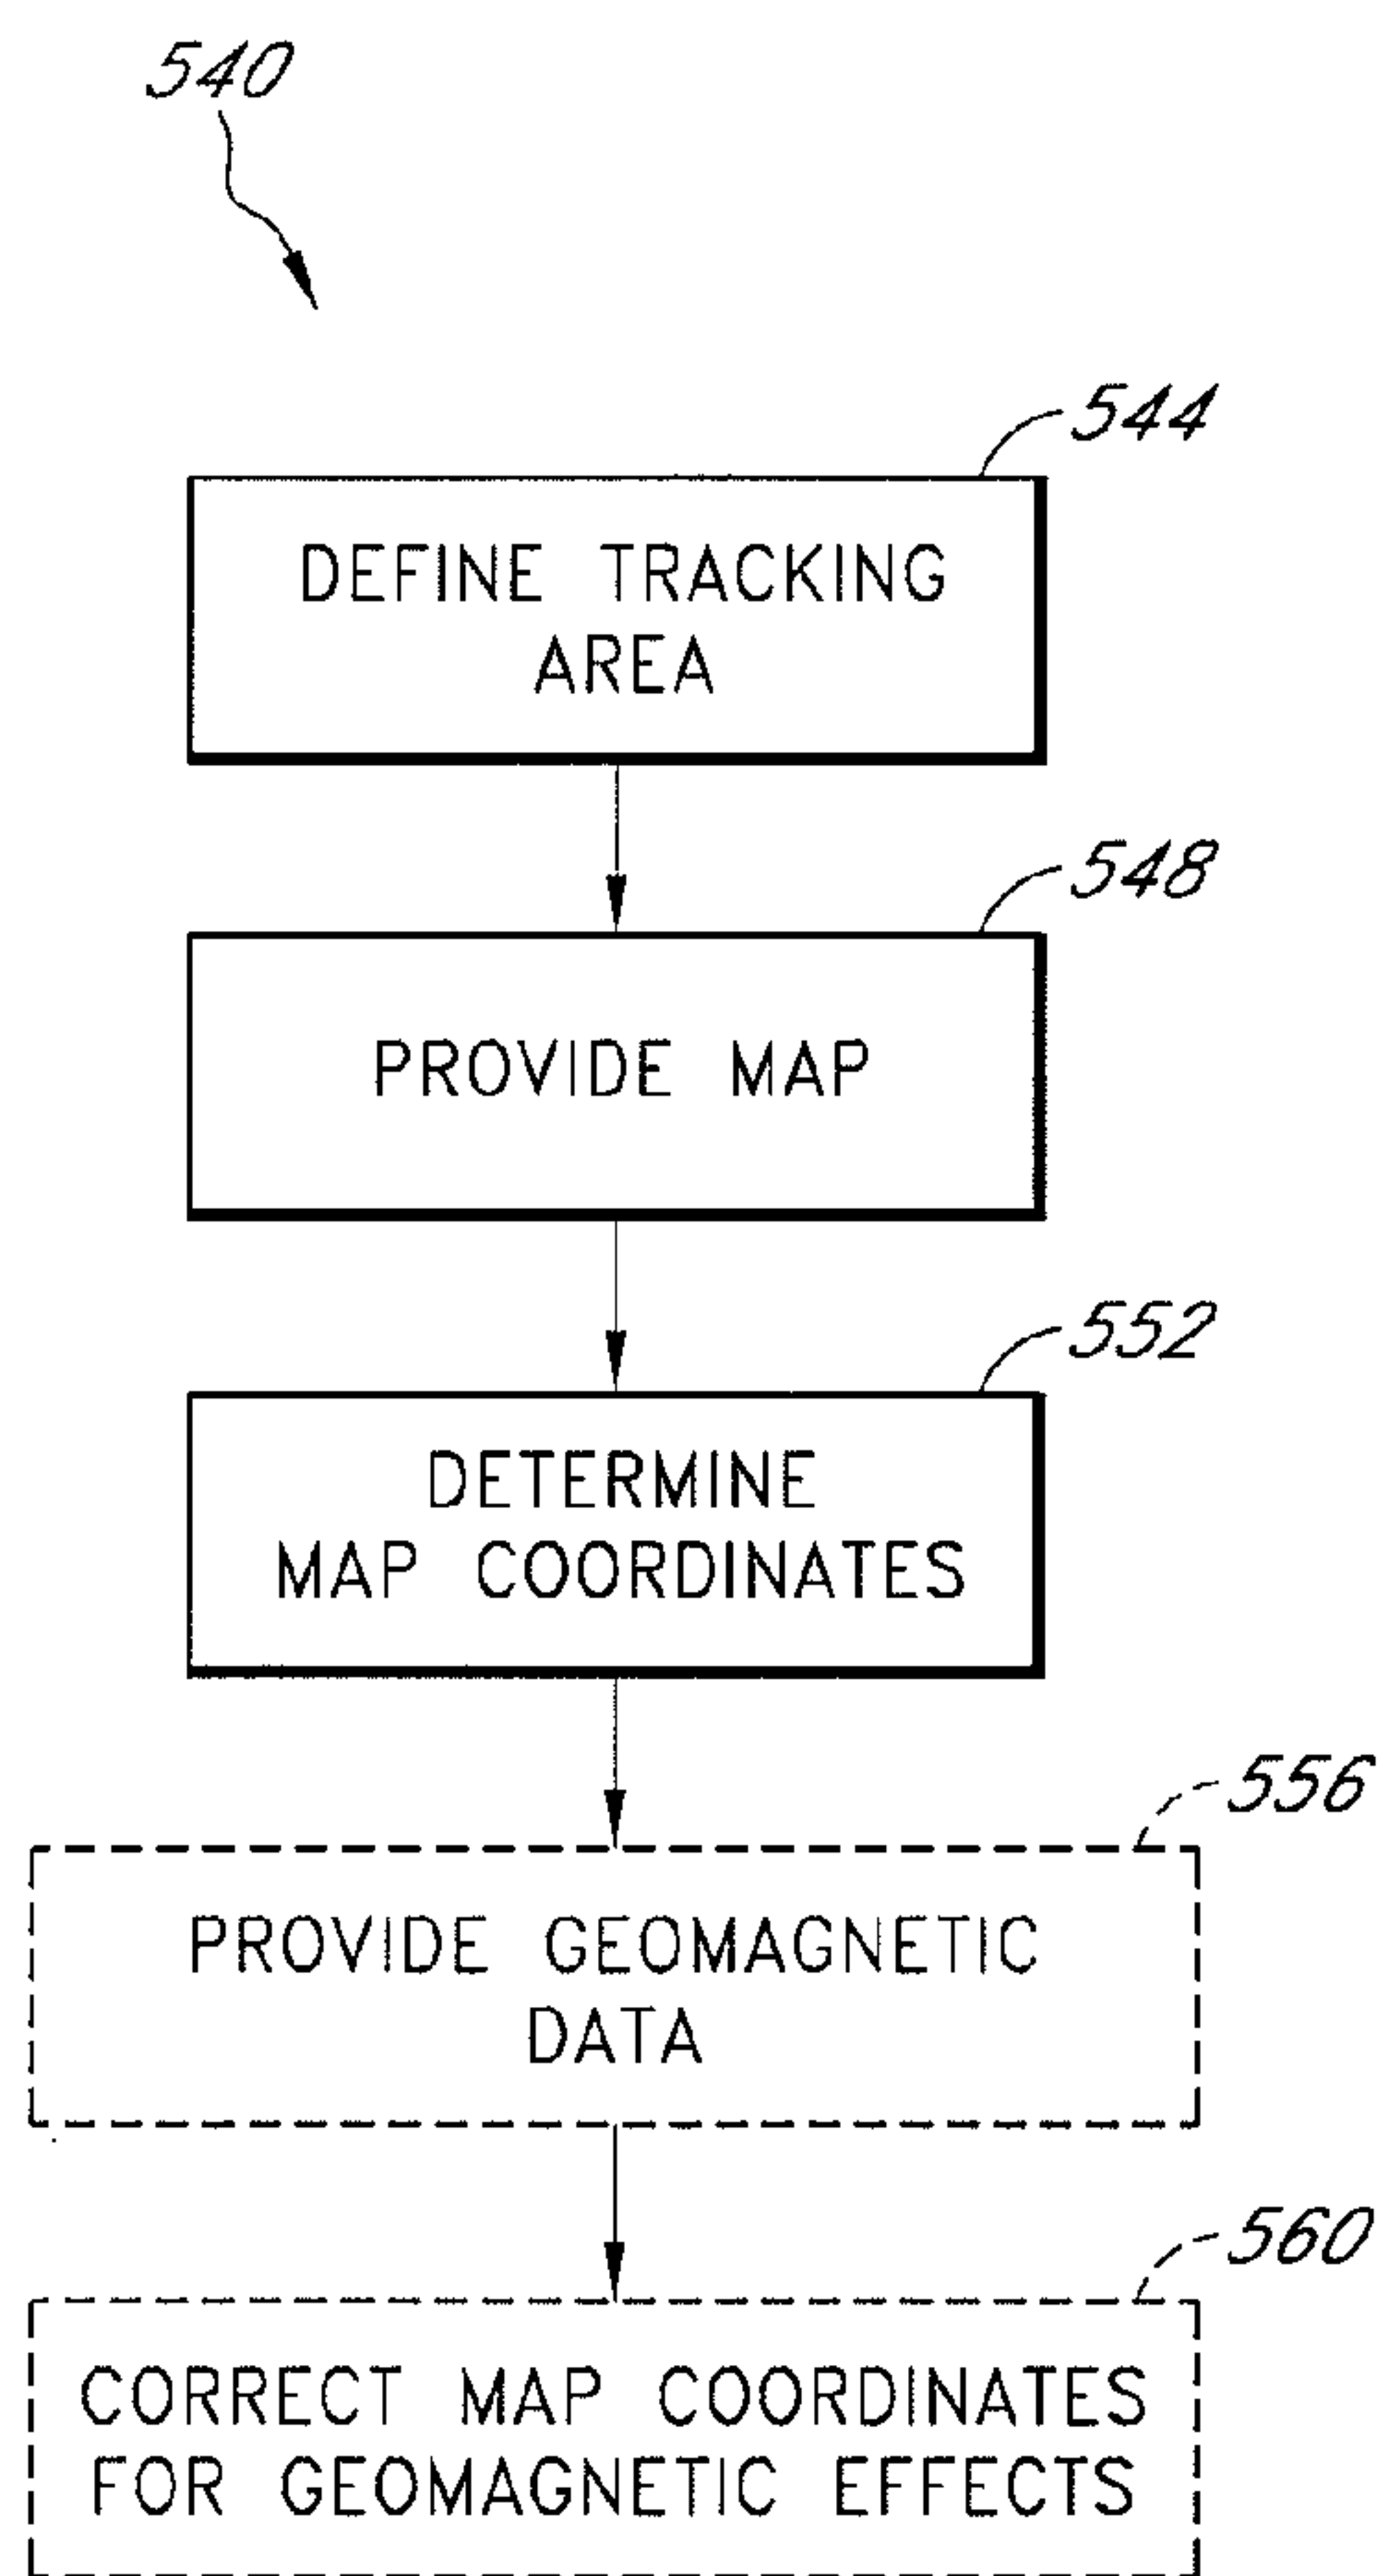 540
544
DEFINE TRACKING
AREA
548
PROVIDE MAP
552
DETERMINE
MAP COORDINATES
556
PROVIDE GEOMAGNETIC
DATA
560
CORRECT MAP COORDINATES
FOR GEOMAGNETIC EFFECTS